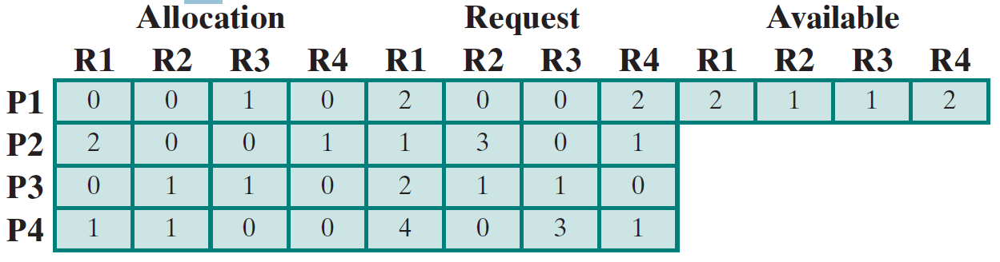 Allocation Request Available
R1 R2 R3 R4 R1 R2 R3 R4 R1 R2 R3 R4
P1 0 0 1 0 2 0 0 2 2 1 1 2
P2 2 0 0 1 1 3 0 1
P3 0 1 1 0 2 1 1 0
P4 1 1 0 0 4 0 3 1